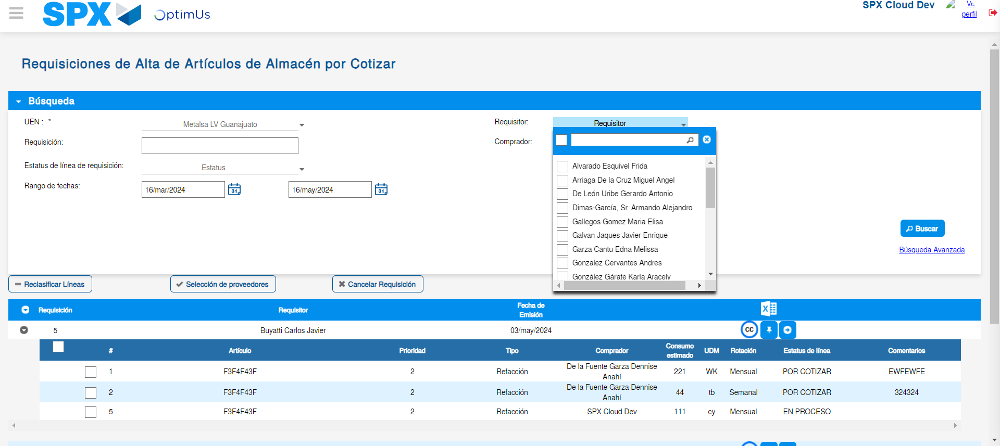 SPX
OptimUs
SPX Cloud Dev
Ve
perfil
Requisiciones de Alta de Artículos de Almacén por Cotizar
Búsqueda
UEN : *
Metalsa LV Guanajuato
Requisitor:
Requisitor
Requisición:
Comprador:
Estatus de línea de requisición:
Estatus
Rango de fechas:
16/mar/2024
31
16/may/2024
31
Alvarado Esquivel Frida
Arriaga De la Cruz Miguel Angel
De León Uribe Gerardo Antonio
Dimas-García, Sr. Armando Alejandro
Gallegos Gomez Maria Elisa
Galvan Jaques Javier Enrique
Garza Cantu Edna Melissa
Gonzalez Cervantes Andres
González Gárate Karla Aracely
Buscar
Búsqueda Avanzada
Reclasificar Líneas
Selección de proveedores
Cancelar Requisición
Requisición Requisitor Fecha de Emisión
5 Buyatti Carlos Javier 03/may/2024 CC
# Artículo Prioridad Tipo Comprador Consumo estimado UDM Rotación Estatus de línea Comentarios
1 F3F4F43F 2 Refacción De la Fuente Garza Dennise Anahí 221 WK Mensual POR COTIZAR EWFEWFE
2 F3F4F43F 2 Refacción De la Fuente Garza Dennise Anahí 44 tb Semanal POR COTIZAR 324324
5 F3F4F43F 2 Refacción SPX Cloud Dev 111 cy Mensual EN PROCESO